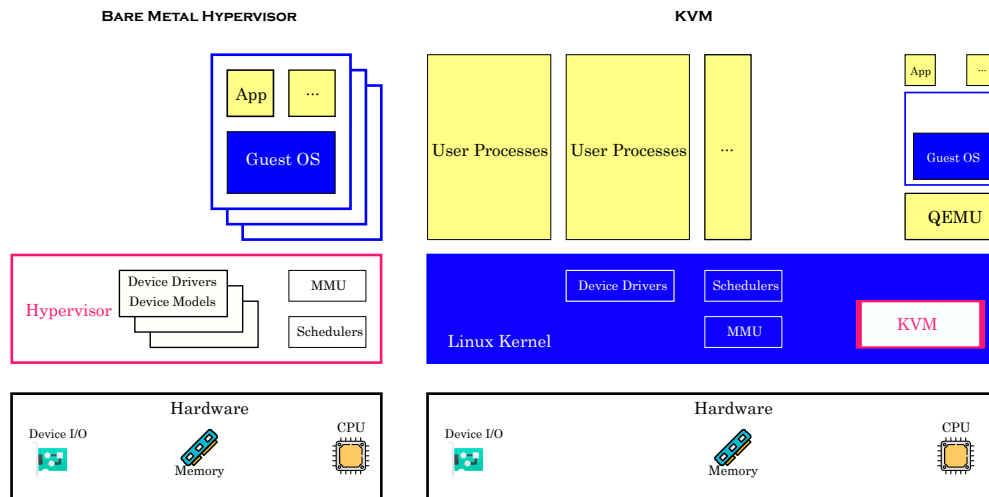 BARE METAL HYPERVISOR
App
...
Guest OS
Hypervisor
Device Drivers
Device Models
MMU
Schedulers
Hardware
Device I/O
Memory
CPU
KVM
User Processes
User Processes
...
App
...
Guest OS
QEMU
Device Drivers
Schedulers
MMU
Linux Kernel
KVM
Hardware
Device I/O
Memory
CPU